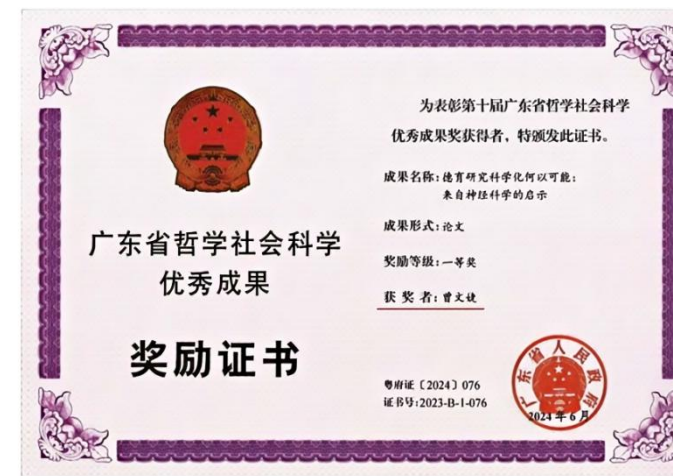 广东省哲学社会科学
优秀成果
奖励证书
为表彰第十届广东省哲学社会科学
优秀成果奖获得者，特颁发此证书。
成果名称：德育研究科学化何以可能：
来自神经科学的启示
成果形式：论文
奖励等级：一等奖
获奖者：曾文婕
粤府证〔2024〕076
证书号：2023-B-1-076
广东省人民政府
2024年6月